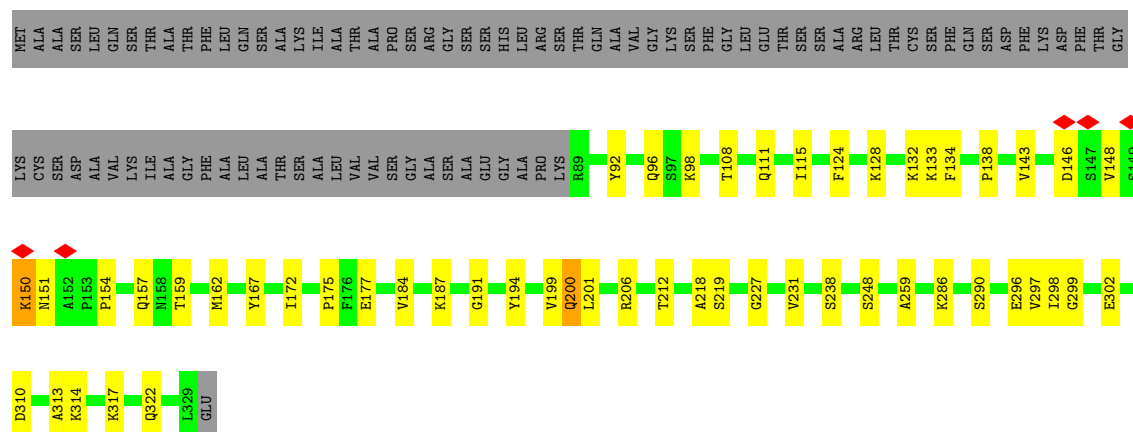 MET ALA ALA SER LEU GLN SER THR ALA THR PHE LEU GLN SER ALA LYS ILE ALA THR ALA PRO SER ARG GLY SER SER HIS LEU ARG SER THR GLN ALA VAL GLY LYS SER PHE GLY LEU GLU THR SER SER ALA ARG LEU THR CYS SER PHE GLN SER ASP PHE LYS ASP PHE THR GLY
LYS CYS SER ASP ALA VAL LYS ILE ALA GLY PHE ALA LEU ALA THR SER ALA LEU VAL VAL SER GLY ALA SER ALA GLU GLY ALA PRO LYS R89 Y92 Q96 S97 K98 T108 Q111 I115 F124 K128 K132 K133 F134 P138 V143 D146 S147 V148 S149
K150 N151 A152 P153 P154 Q157 N158 T159 M162 Y167 I172 P175 F176 E177 V184 K187 G191 Y194 V199 Q200 L201 R206 T212 A218 S219 G227 V231 S238 S248 A259 K286 S290 E296 V297 I298 G299 E302
D310 A313 K314 K317 Q322 L329 GLU